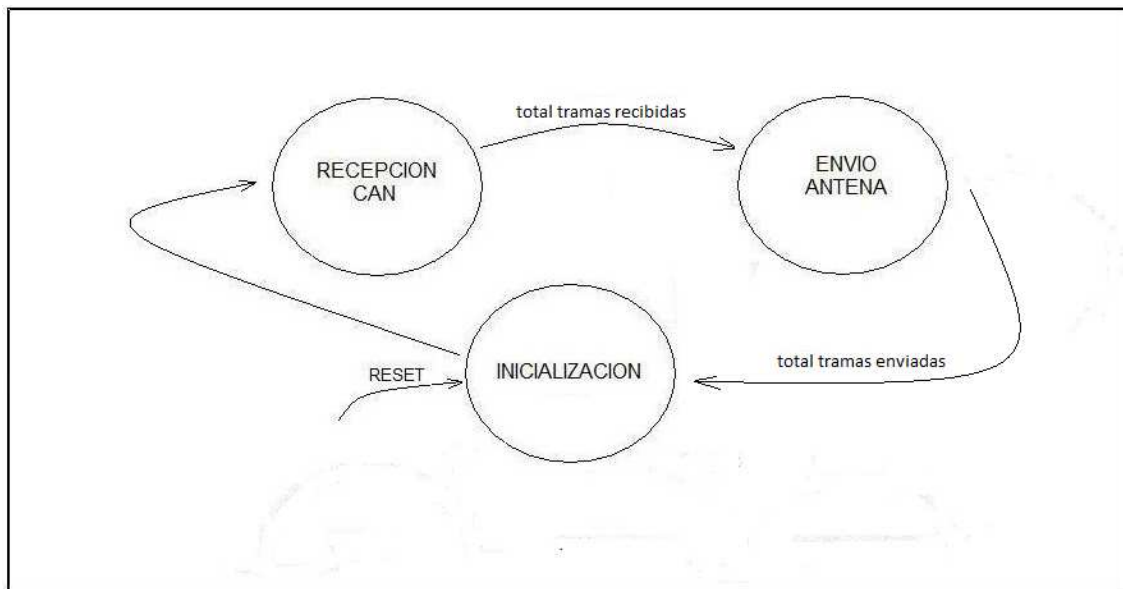 total tramas recibidas
RECEPCION
CAN
ENVIO
ANTENA
INICIALIZACION
RESET
total tramas enviadas